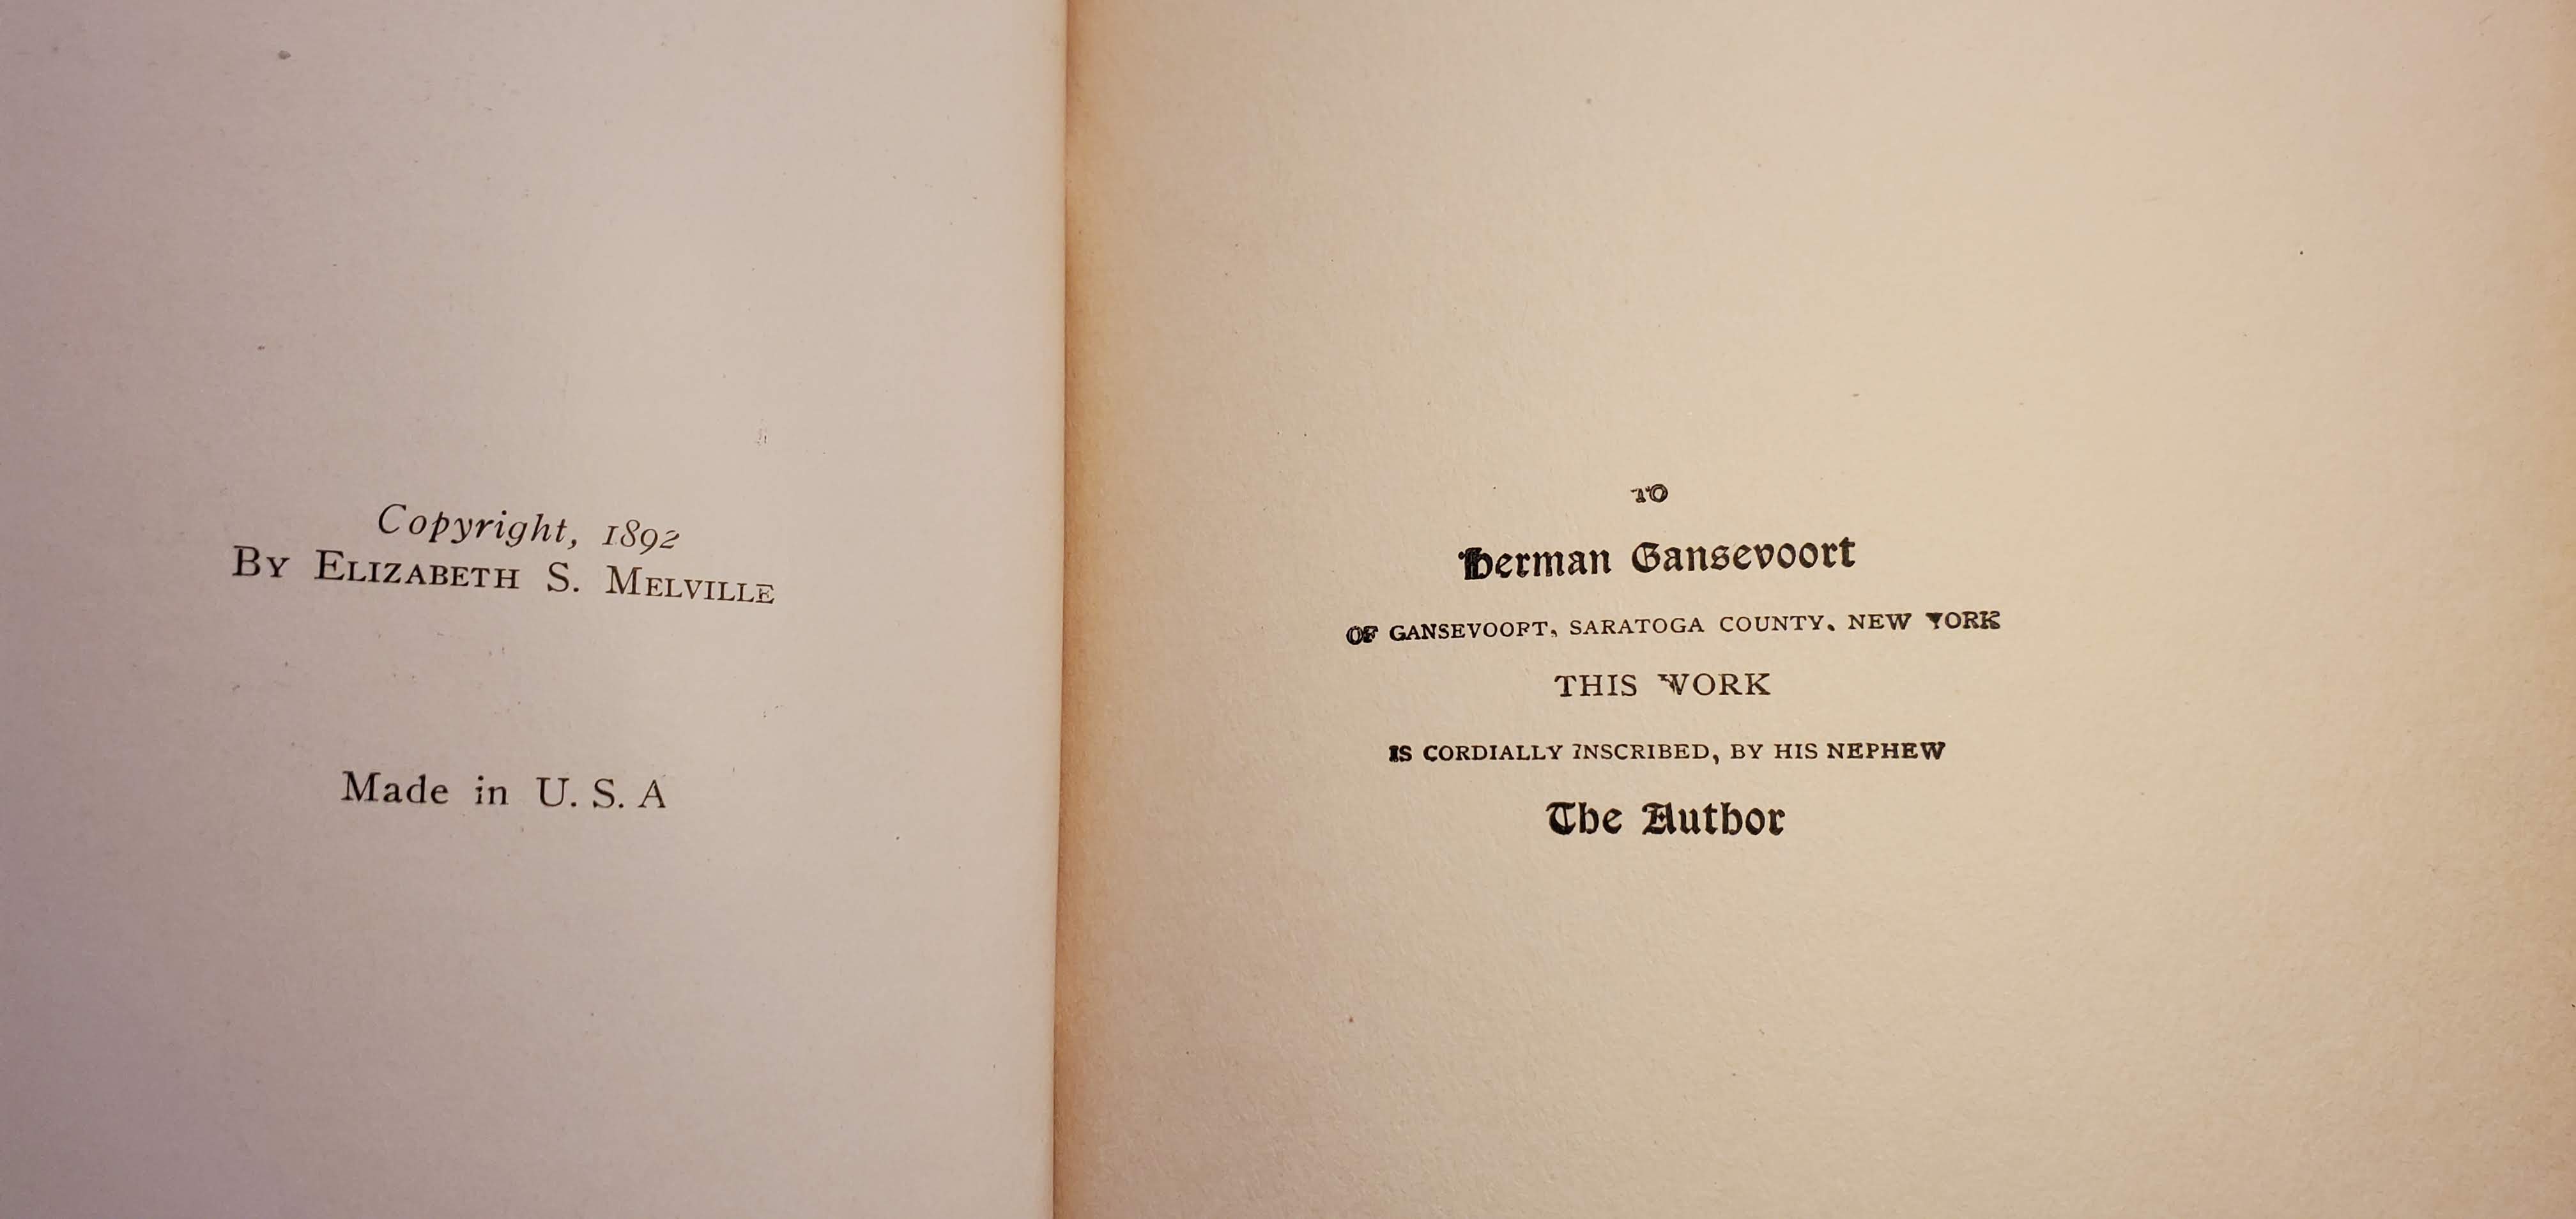 Copyright, 1892
By Elizabeth S. Melville
Made in U. S. A
TO
Herman Gansevoort
OF GANSEVOORT, SARATOGA COUNTY, NEW YORK
THIS WORK
IS CORDIALLY INSCRIBED, BY HIS NEPHEW
The Author